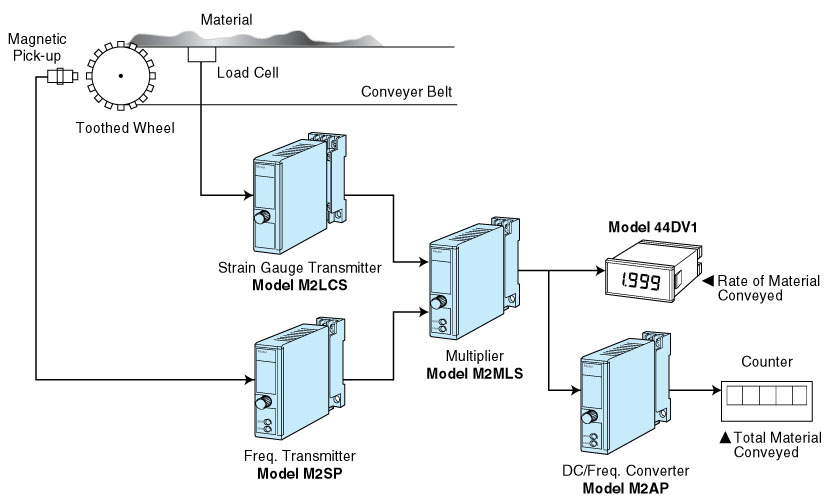 Material
Magnetic
Pick-up
Load Cell
Conveyer Belt
Toothed Wheel
Strain Gauge Transmitter
Model M2LCS
Model 44DV1
1.999
Rate of Material
Conveyed
Multiplier
Model M2MLS
Counter
Freq. Transmitter
Model M2SP
Total Material
Conveyed
DC/Freq. Converter
Model M2AP